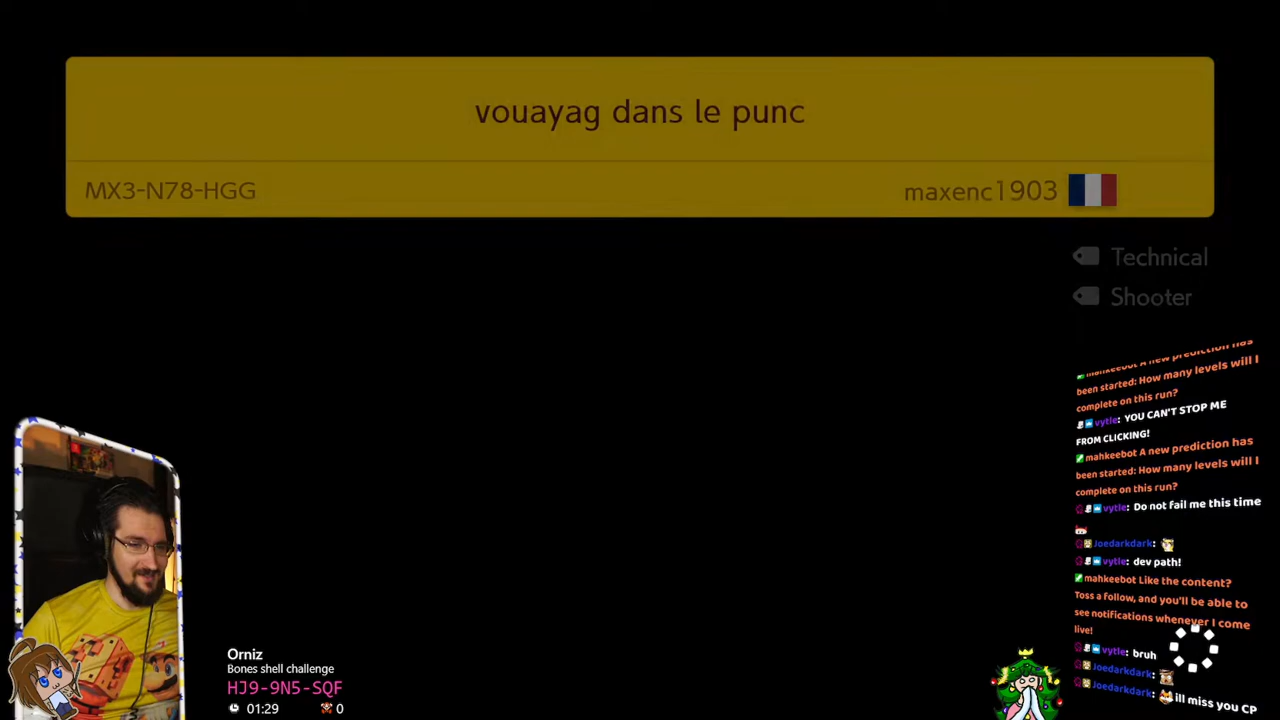 vouayag dans le punc
MX3-N78-HGG
maxenc1903
Technical
Shooter
mahkeebot A new prediction has
been started: How many levels will I
complete on this run?
vytle: YOU CAN'T STOP ME
FROM CLICKING!
mahkeebot A new prediction has
been started: How many levels will I
complete on this run?
vytle: Do not fail me this time
Joedarkdark:
vytle: dev path!
mahkeebot Like the content?
Toss a follow, and you'll be able to
see notifications whenever I come
live!
vytle: bruh
Joedarkdark:
Joedarkdark: ill miss you CP
Orniz
Bones shell challenge
HJ9-9N5-SQF
01:29 0